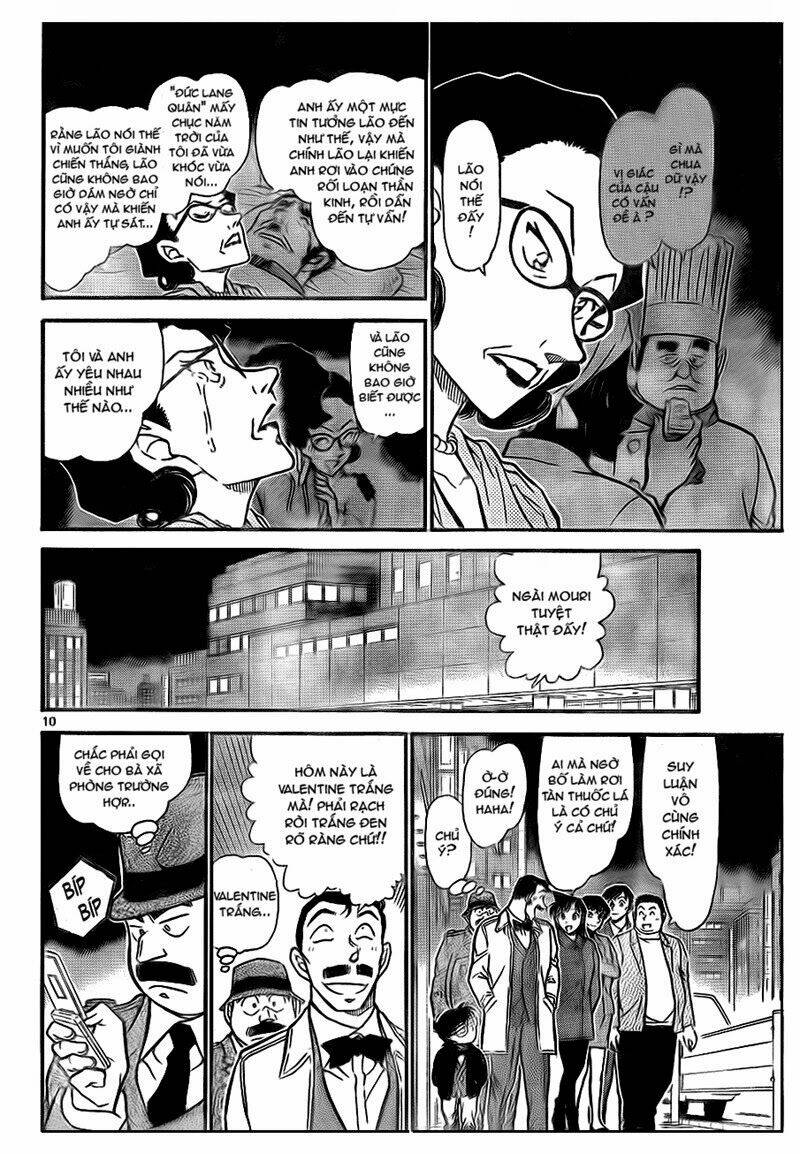 GÌ MÀ
CHUA
DỮ VẬY
!?
VỊ GIÁC
CỦA CẬU
CÓ VẤN
ĐỀ À?
LÃO
NÓI
THẾ
ĐẤY
!
ANH ẤY MỘT MỰC
TIN TƯỞNG LÃO ĐẾN
NHƯ THẾ, VẬY MÀ
CHÍNH LÃO LẠI KHIẾN
ANH RƠI VÀO CHỨNG
RỐI LOẠN THẦN
KINH, RỒI DẪN
ĐẾN TỰ VẪN!
"ĐỨC LANG
QUÂN" MẤY
CHỤC NĂM
TRỜI CỦA
TÔI ĐÃ VỪA
KHÓC VỪA
NÓI...
RẰNG LÃO NÓI THẾ
VÌ MUỐN TÔI GIÀNH
CHIẾN THẮNG, LÃO
CŨNG KHÔNG BAO
GIỜ DÁM NGỜ CHỈ
CÓ VẬY MÀ KHIẾN
ANH ẤY TỰ SÁT...
VÀ LÃO
CŨNG
KHÔNG BAO
GIỜ BIẾT ĐƯỢC
...
TÔI VÀ ANH
ẤY YÊU NHAU
NHIỀU NHƯ
THẾ NÀO...
NGÀI MOURI
TUYỆT
THẬT ĐẤY!
10
SUY
LUẬN VÔ
CÙNG
CHÍNH
XÁC!
AI MÀ NGỜ
BỐ LÀM RƠI
TÀN THUỐC LÁ
LÀ CÓ CHỦ
Ý CẢ CHỨ!
Ờ-Ờ
ĐÚNG!
HAHA!
CHỦ
Ý?
HÔM NÀY LÀ
VALENTINE TRẮNG
MÀ! PHẢI RẠCH
RÒI TRẮNG ĐEN
RÕ RÀNG CHỨ!!
VALENTINE
TRẮNG..
CHẮC PHẢI GỌI
VỀ CHO BÀ XÃ
PHÒNG TRƯỜNG
HỢP..
BÍP
BÍP